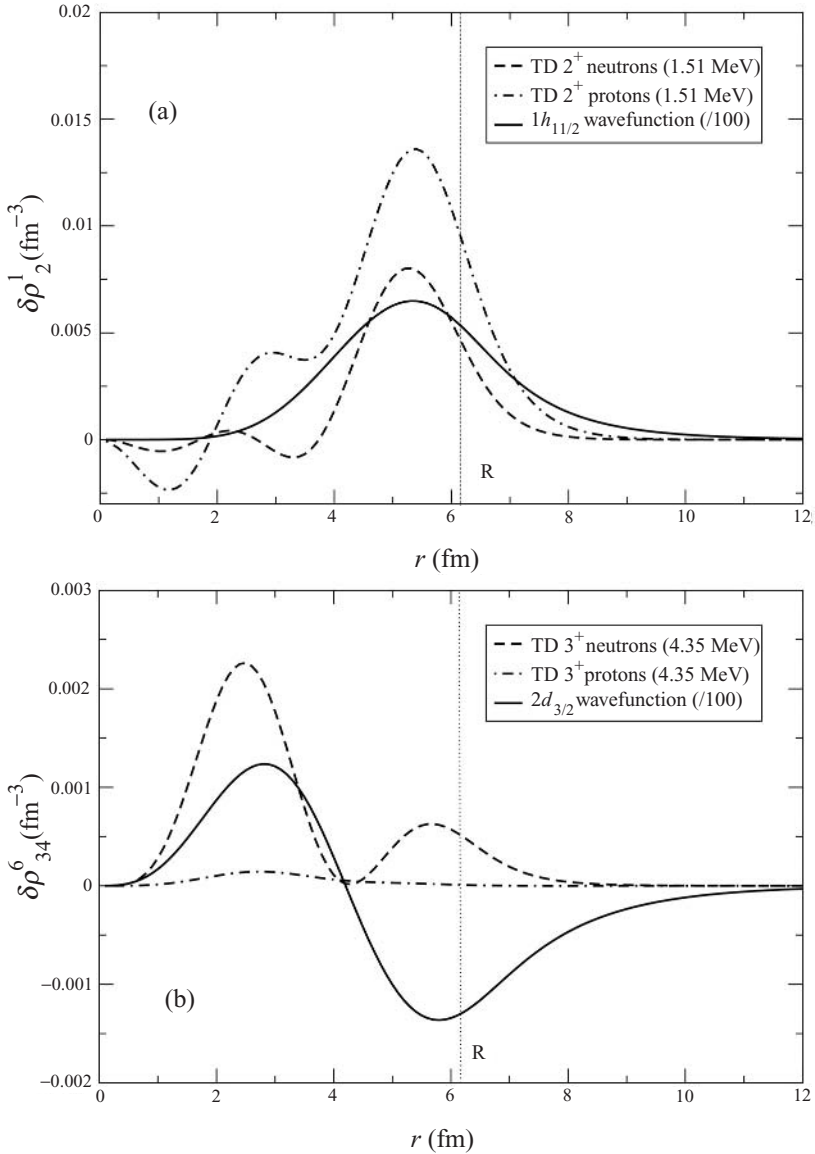 0.02
TD 2⁺ neutrons (1.51 MeV)
TD 2⁺ protons (1.51 MeV)
1h₁₁/₂ wavefunction (/100)
(a)
0.015
δρ¹₂(fm⁻³)
0.01
0.005
0
R
0 2 4 6 8 10 12
r (fm)
0.003
TD 3⁺ neutrons (4.35 MeV)
TD 3⁺ protons (4.35 MeV)
2d₃/₂ wavefunction (/100)
0.002
0.001
δρ⁶₃₄(fm⁻³)
0
−0.001
(b)
R
−0.002
0 2 4 6 8 10 12
r (fm)